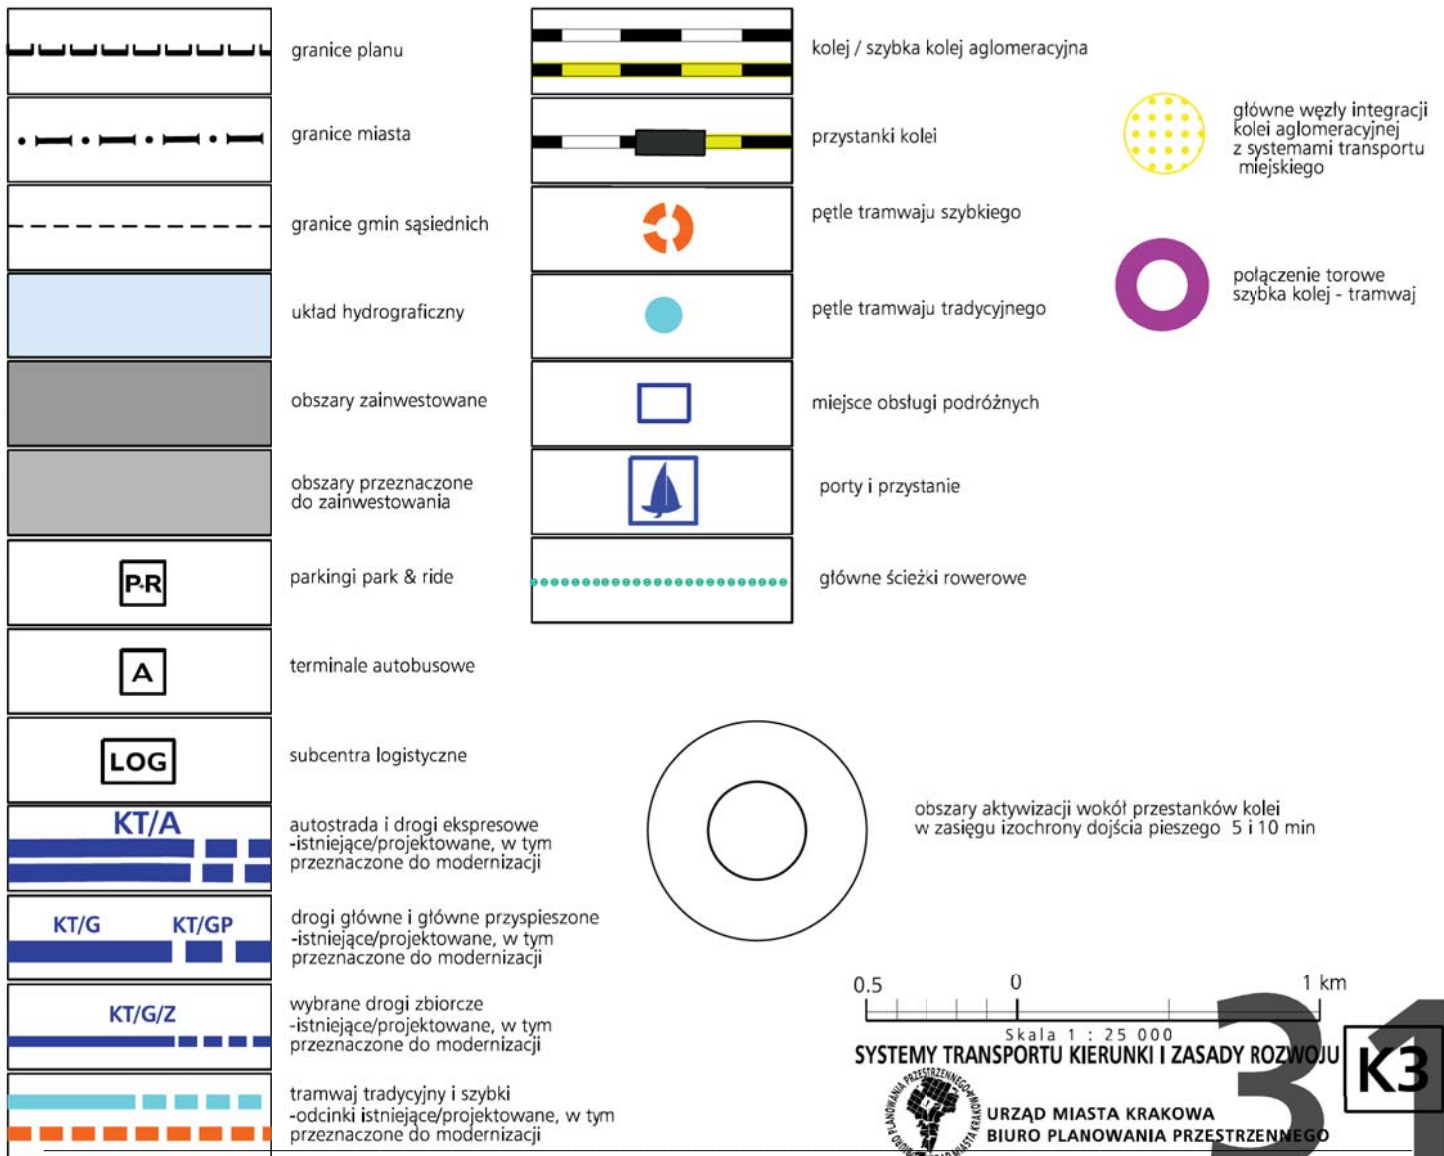 granice planu
granice miasta
granice gmin sąsiednich
układ hydrograficzny
obszary zainwestowane
obszary przeznaczone
do zainwestowania
P+R
parkingi park & ride
A
terminale autobusowe
LOG
subcentra logistyczne
KT/A
autostrada i drogi ekspresowe
-istniejące/projektowane, w tym
przeznaczone do modernizacji
KT/G KT/GP
drogi główne i główne przyspieszone
-istniejące/projektowane, w tym
przeznaczone do modernizacji
KT/G/Z
wybrane drogi zbiorcze
-istniejące/projektowane, w tym
przeznaczone do modernizacji
tramwaj tradycyjny i szybki
-odcinki istniejące/projektowane, w tym
przeznaczone do modernizacji
kolej / szybka kolej aglomeracyjna
przystanki kolei
pętle tramwaju szybkiego
pętle tramwaju tradycyjnego
miejsce obsługi podróżnych
porty i przystanie
główne ścieżki rowerowe
główne węzły integracji
kolei aglomeracyjnej
z systemami transportu
miejskiego
połączenie torowe
szybka kolej - tramwaj
obszary aktywizacji wokół przestanków kolei
w zasięgu izochrony dojścia pieszego 5 i 10 min
0.5 0 1 km
Skala 1 : 25 000
SYSTEMY TRANSPORTU KIERUNKI I ZASADY ROZWOJU
K3
31
URZĄD MIASTA KRAKOWA
BIURO PLANOWANIA PRZESTRZENNEGO